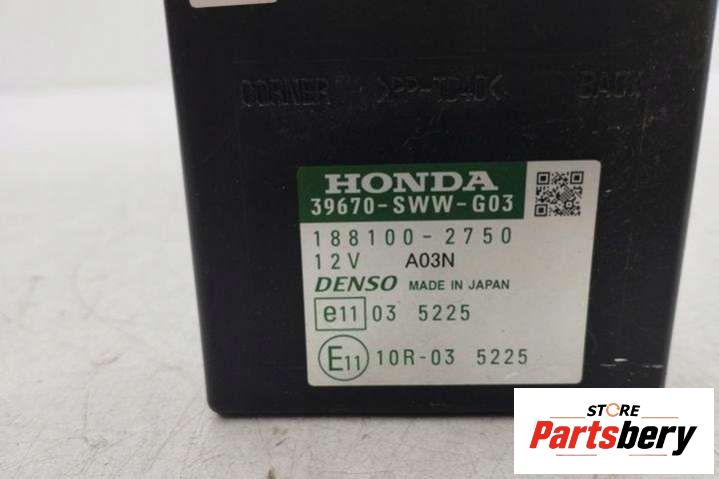 CORNER >PP-TD40< BACK
HONDA
39670-SWW-G03
188100-2750
12V A03N
DENSO MADE IN JAPAN
e11 03 5225
E11 10R-03 5225
STORE
Partsbery